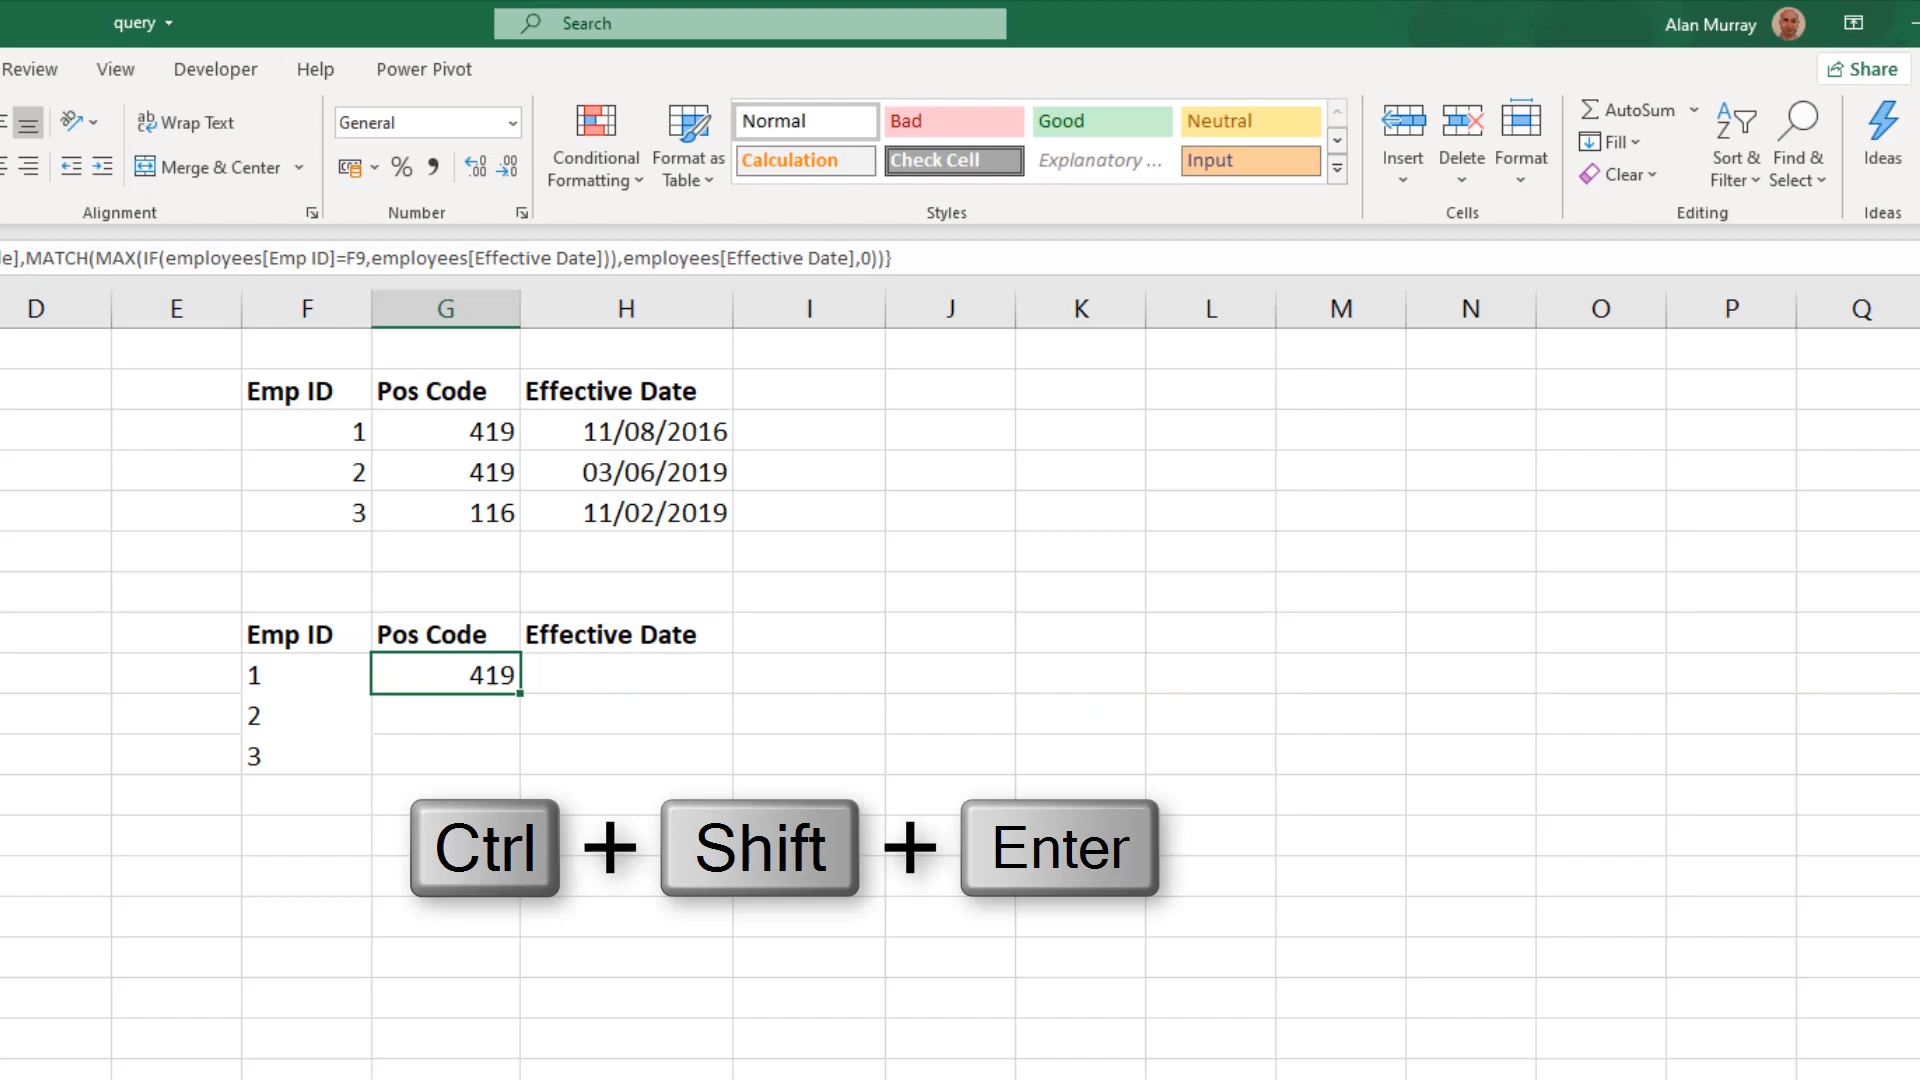 query
Search
Alan Murray
Review View Developer Help Power Pivot
Share
Wrap Text
Merge & Center
Alignment
General
Number
Conditional Formatting
Format as Table
Normal Bad Good Neutral
Calculation Check Cell Explanatory ... Input
Styles
Insert Delete Format
Cells
AutoSum
Fill
Clear
Sort & Filter
Find & Select
Editing
Ideas
Ideas
le],MATCH(MAX(IF(employees[Emp ID]=F9,employees[Effective Date])),employees[Effective Date],0))}
D E F G H I J K L M N O P Q
Emp ID Pos Code Effective Date
1 419 11/08/2016
2 419 03/06/2019
3 116 11/02/2019
Emp ID Pos Code Effective Date
1 419
2
3
Ctrl + Shift + Enter